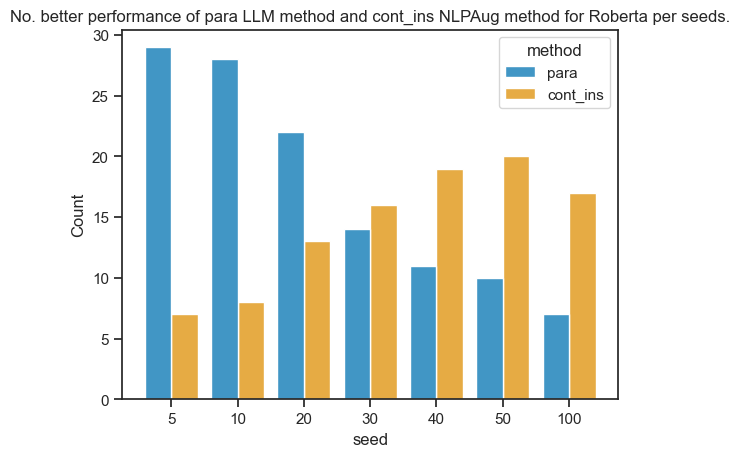 No. better performance of para LLM method and cont_ins NLPAug method for Roberta per seeds.
method
para
cont_ins
Count
30
25
20
15
10
5
0
5 10 20 30 40 50 100
seed